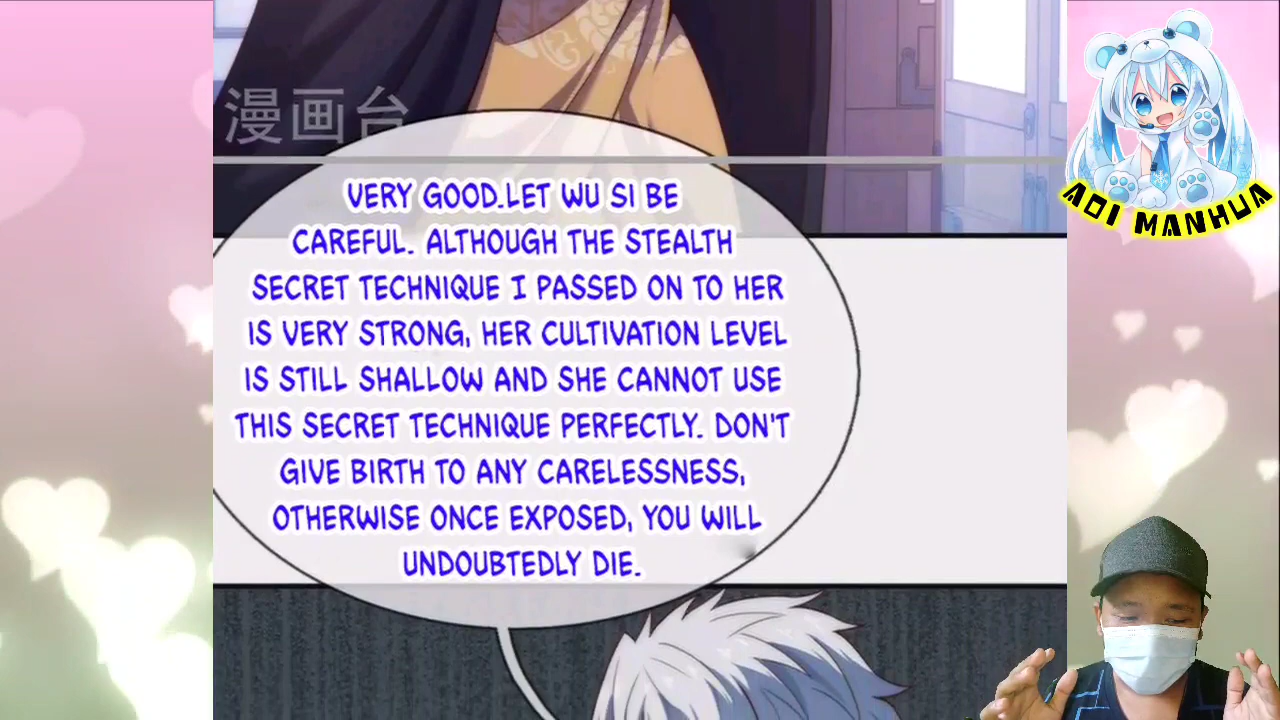 漫画台
AOI MANHUA
VERY GOOD.LET WU SI BE
CAREFUL. ALTHOUGH THE STEALTH
SECRET TECHNIQUE I PASSED ON TO HER
IS VERY STRONG, HER CULTIVATION LEVEL
IS STILL SHALLOW AND SHE CANNOT USE
THIS SECRET TECHNIQUE PERFECTLY. DON'T
GIVE BIRTH TO ANY CARELESSNESS,
OTHERWISE ONCE EXPOSED, YOU WILL
UNDOUBTEDLY DIE.